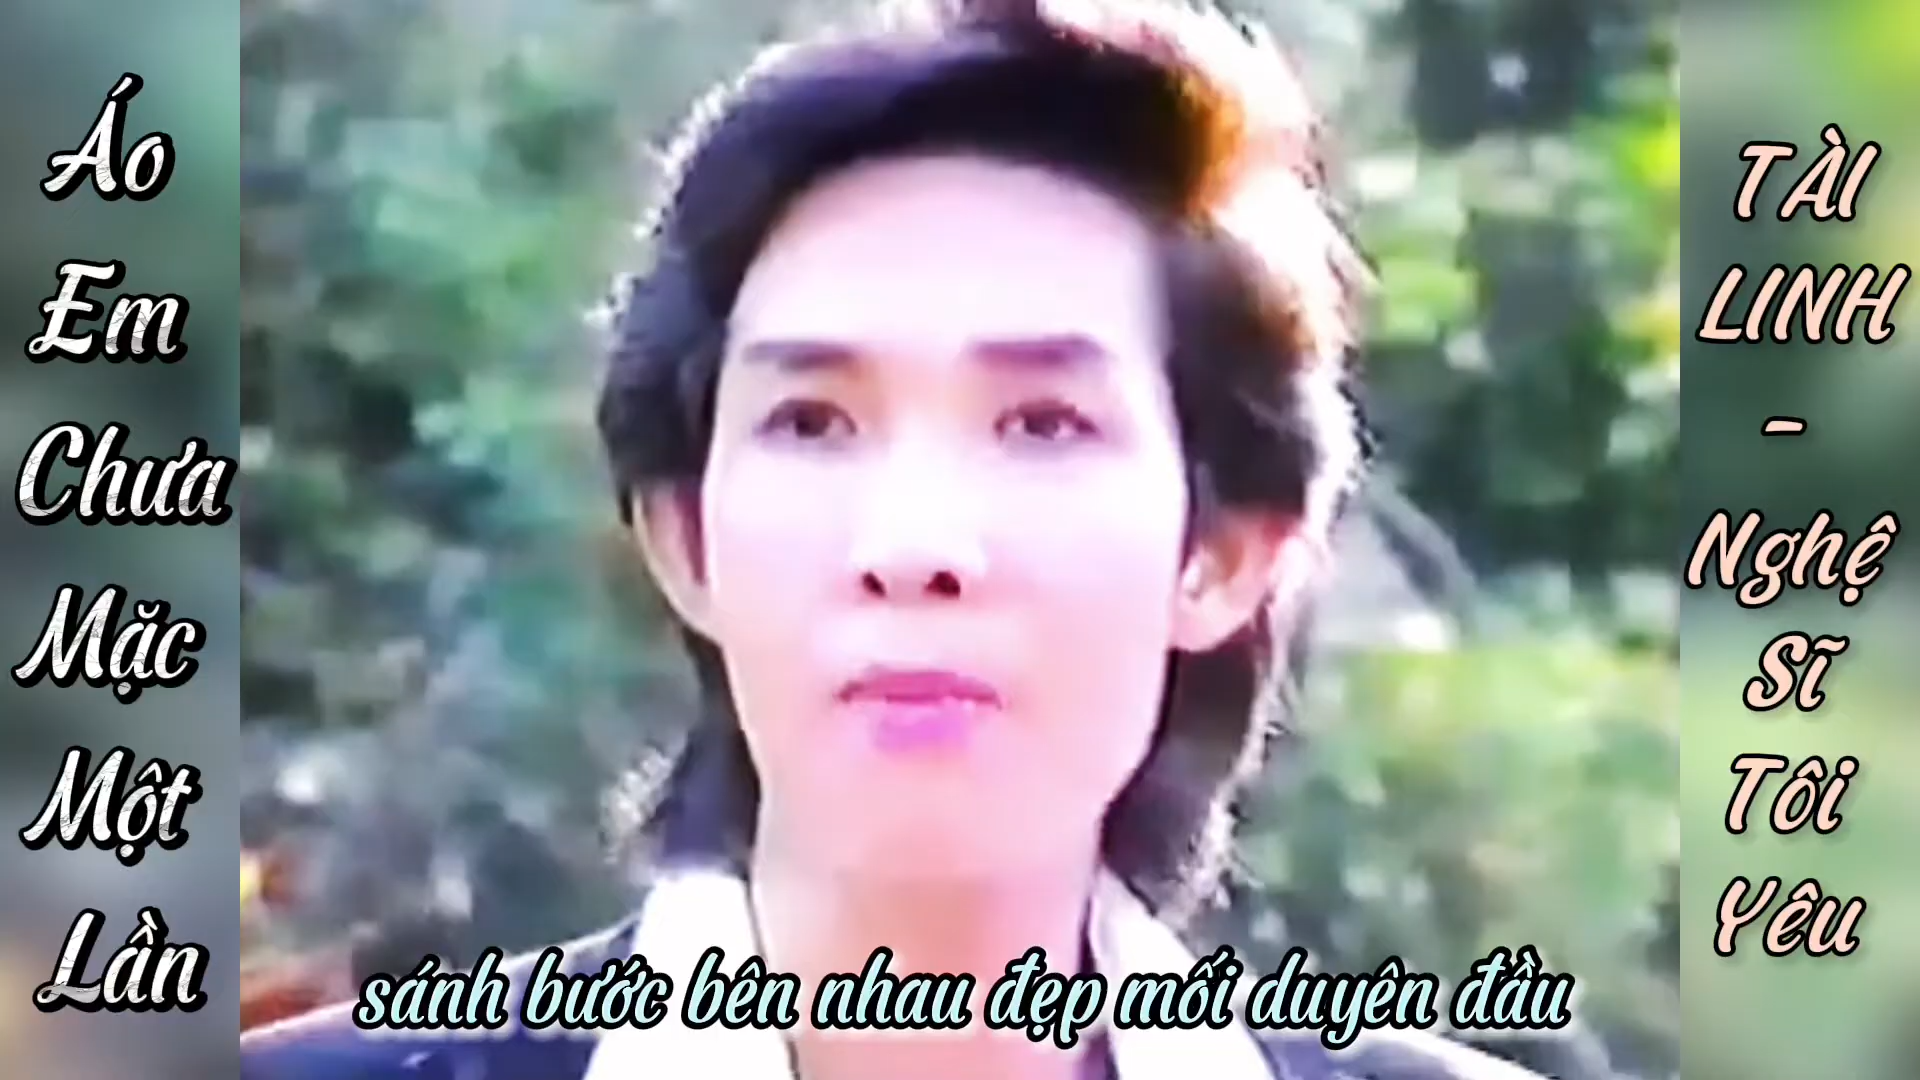 Áo
Em
Chưa
Mặc
Một
Lần
TÀI
LINH
-
Nghệ
Sĩ
Tôi
Yêu
sánh bước bên nhau đẹp mối duyên đầu